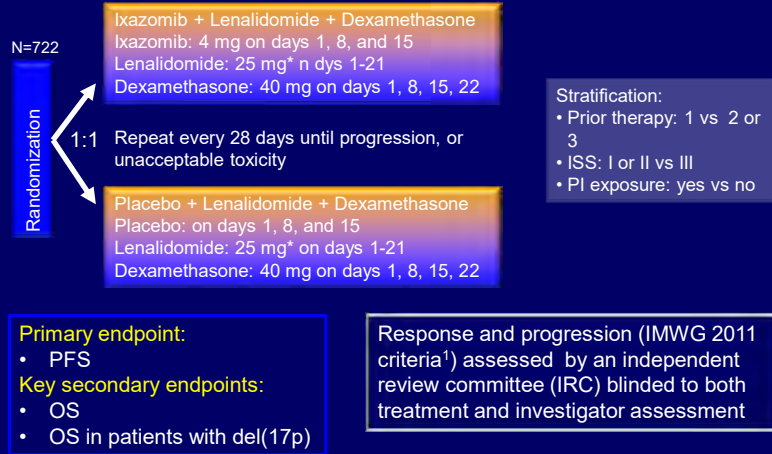 Ixazomib + Lenalidomide + Dexamethasone
Ixazomib: 4 mg on days 1, 8, and 15
Lenalidomide: 25 mg* n dys 1-21
Dexamethasone: 40 mg on days 1, 8, 15, 22
N=722
Randomization
1:1
Repeat every 28 days until progression, or
unacceptable toxicity
Placebo + Lenalidomide + Dexamethasone
Placebo: on days 1, 8, and 15
Lenalidomide: 25 mg* on days 1-21
Dexamethasone: 40 mg on days 1, 8, 15, 22
Stratification:
• Prior therapy: 1 vs 2 or
3
• ISS: I or II vs III
• PI exposure: yes vs no
Primary endpoint:
• PFS
Key secondary endpoints:
• OS
• OS in patients with del(17p)
Response and progression (IMWG 2011
criteria¹) assessed by an independent
review committee (IRC) blinded to both
treatment and investigator assessment